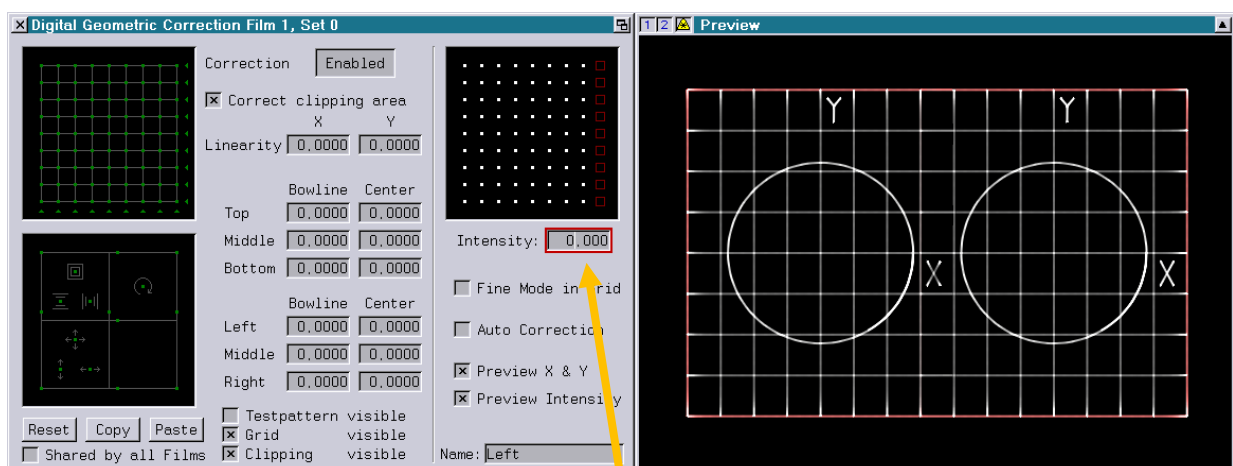 Digital Geometric Correction Film 1, Set 0
Correction Enabled
Correct clipping area
X Y
Linearity 0.0000 0.0000
Bowline Center
Top 0.0000 0.0000
Middle 0.0000 0.0000
Bottom 0.0000 0.0000
Bowline Center
Left 0.0000 0.0000
Middle 0.0000 0.0000
Right 0.0000 0.0000
Testpattern visible
Grid visible
Clipping visible
Reset Copy Paste
Shared by all Films
Intensity: 0.000
Fine Mode in Grid
Auto Correction
Preview X & Y
Preview Intensity
Name: Left
1 2 Preview
Y Y
X X